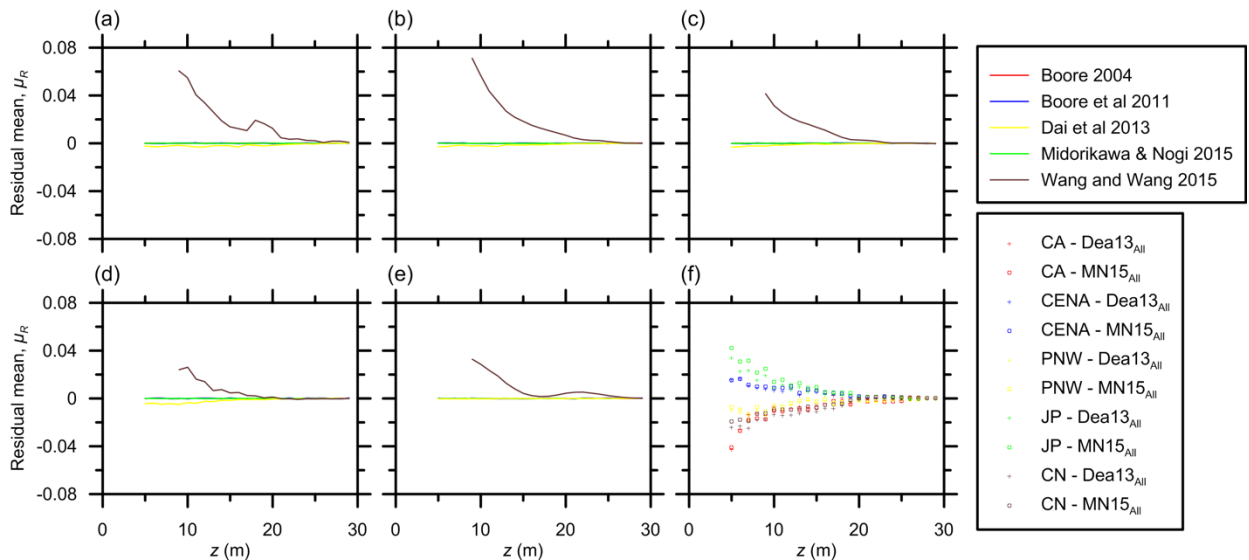 (a) (b) (c)
0.08
0.04
0
-0.04
-0.08
Residual mean, μR
Boore 2004
Boore et al 2011
Dai et al 2013
Midorikawa & Nogi 2015
Wang and Wang 2015
(d) (e) (f)
0.08
0.04
0
-0.04
-0.08
Residual mean, μR
0 10 20 30 0 10 20 30 0 10 20 30
z (m) z (m) z (m)
CA - Dea13All
CA - MN15All
CENA - Dea13All
CENA - MN15All
PNW - Dea13All
PNW - MN15All
JP - Dea13All
JP - MN15All
CN - Dea13All
CN - MN15All